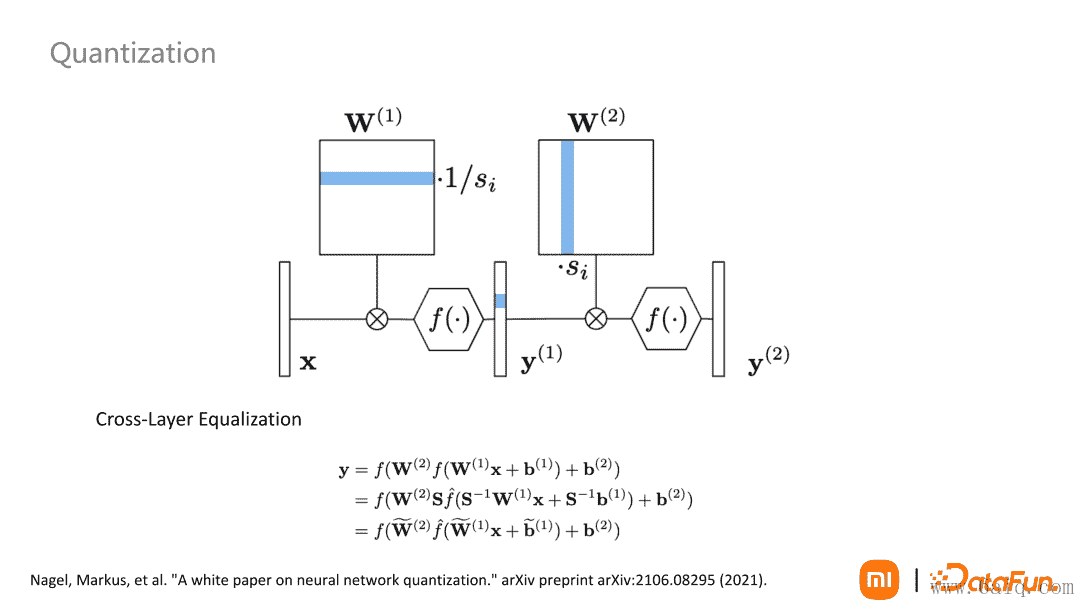 Quantization
W⁽¹⁾
W⁽²⁾
·1/sᵢ
·sᵢ
f(·)
f(·)
x
y⁽¹⁾
y⁽²⁾
Cross-Layer Equalization
y = f(W⁽²⁾f(W⁽¹⁾x + b⁽¹⁾) + b⁽²⁾)
= f(W⁽²⁾Sf̂(S⁻¹W⁽¹⁾x + S⁻¹b⁽¹⁾) + b⁽²⁾)
= f(W̃⁽²⁾f̂(W̃⁽¹⁾x + b̃⁽¹⁾) + b⁽²⁾)
Nagel, Markus, et al. "A white paper on neural network quantization." arXiv preprint arXiv:2106.08295 (2021).
mi | DataFun.